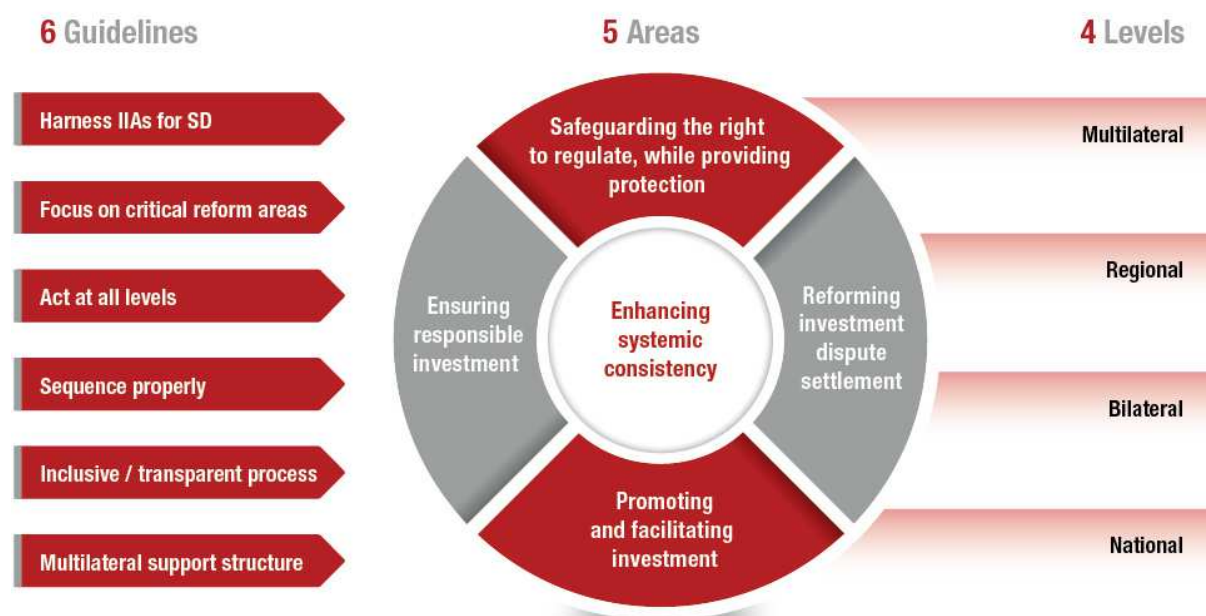 6 Guidelines
Harness IIAs for SD
Focus on critical reform areas
Act at all levels
Sequence properly
Inclusive / transparent process
Multilateral support structure
5 Areas
Safeguarding the right
to regulate, while providing
protection
Ensuring
responsible
investment
Enhancing
systemic
consistency
Reforming
investment
dispute
settlement
Promoting
and facilitating
investment
4 Levels
Multilateral
Regional
Bilateral
National